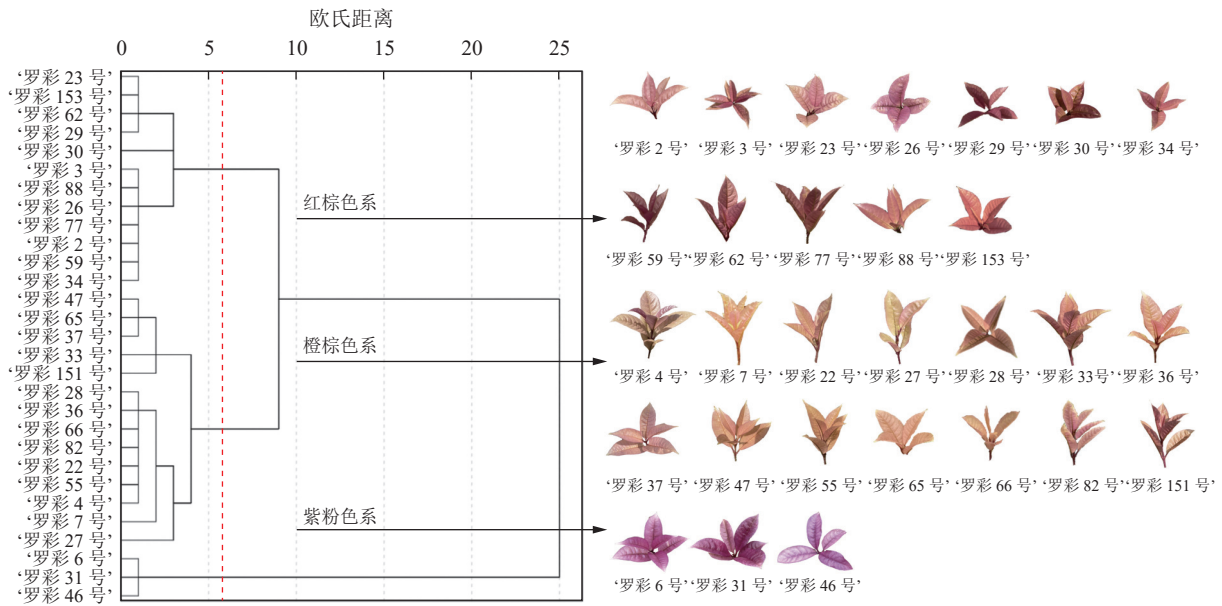 欧氏距离
0 5 10 15 20 25
‘罗彩 23 号’
‘罗彩 153 号’
‘罗彩 62 号’
‘罗彩 29 号’
‘罗彩 30 号’
‘罗彩 3 号’
‘罗彩 88 号’
‘罗彩 26 号’
‘罗彩 77 号’
‘罗彩 2 号’
‘罗彩 59 号’
‘罗彩 34 号’
‘罗彩 47 号’
‘罗彩 65 号’
‘罗彩 37 号’
‘罗彩 33 号’
‘罗彩 151 号’
‘罗彩 28 号’
‘罗彩 36 号’
‘罗彩 66 号’
‘罗彩 82 号’
‘罗彩 22 号’
‘罗彩 55 号’
‘罗彩 4 号’
‘罗彩 7 号’
‘罗彩 27 号’
‘罗彩 6 号’
‘罗彩 31 号’
‘罗彩 46 号’
红棕色系
橙棕色系
紫粉色系
‘罗彩 2 号’ ‘罗彩 3 号’ ‘罗彩 23 号’ ‘罗彩 26 号’ ‘罗彩 29 号’ ‘罗彩 30 号’ ‘罗彩 34 号’
‘罗彩 59 号’ ‘罗彩 62 号’ ‘罗彩 77 号’ ‘罗彩 88 号’ ‘罗彩 153 号’
‘罗彩 4 号’ ‘罗彩 7 号’ ‘罗彩 22 号’ ‘罗彩 27 号’ ‘罗彩 28 号’ ‘罗彩 33号’ ‘罗彩 36 号’
‘罗彩 37 号’ ‘罗彩 47 号’ ‘罗彩 55 号’ ‘罗彩 65 号’ ‘罗彩 66 号’ ‘罗彩 82 号’ ‘罗彩 151 号’
‘罗彩 6 号’ ‘罗彩 31 号’ ‘罗彩 46 号’